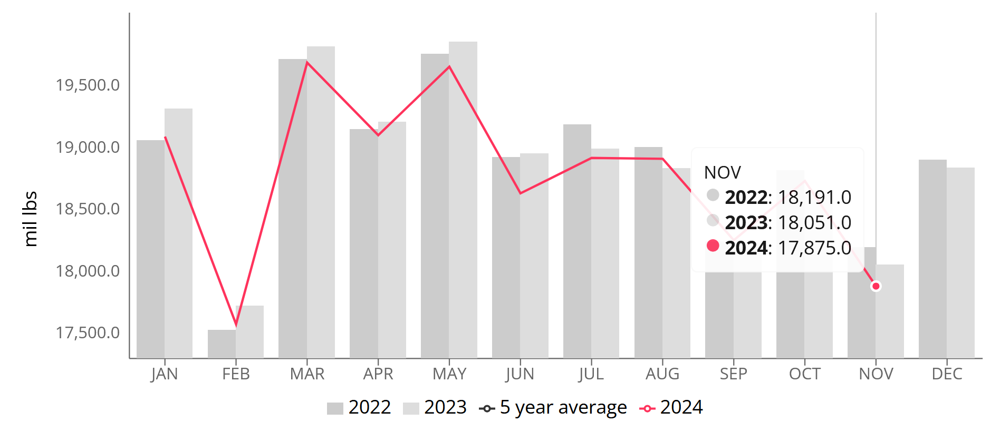 mil lbs
19,500.0
19,000.0
18,500.0
18,000.0
17,500.0
NOV
2022: 18,191.0
2023: 18,051.0
2024: 17,875.0
JAN FEB MAR APR MAY JUN JUL AUG SEP OCT NOV DEC
2022 2023 5 year average 2024